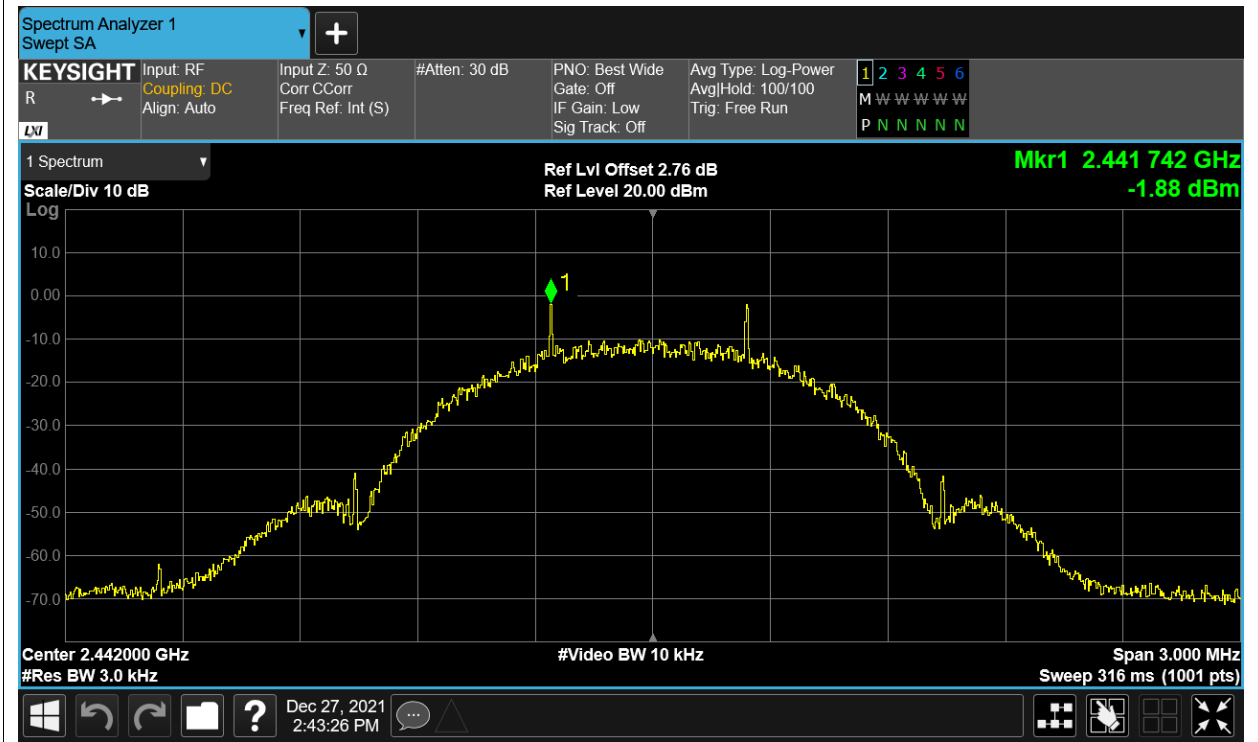 Spectrum Analyzer 1
Swept SA
KEYSIGHT
R
LXI
Input: RF
Coupling: DC
Align: Auto
Input Z: 50 Ω
Corr CCorr
Freq Ref: Int (S)
#Atten: 30 dB
PNO: Best Wide
Gate: Off
IF Gain: Low
Sig Track: Off
Avg Type: Log-Power
Avg|Hold: 100/100
Trig: Free Run
1 2 3 4 5 6
M W W W W W
P N N N N N
1 Spectrum
Scale/Div 10 dB
Log
Ref Lvl Offset 2.76 dB
Ref Level 20.00 dBm
Mkr1 2.441 742 GHz
-1.88 dBm
10.0
0.00
-10.0
-20.0
-30.0
-40.0
-50.0
-60.0
-70.0
1
Center 2.442000 GHz
#Res BW 3.0 kHz
#Video BW 10 kHz
Span 3.000 MHz
Sweep 316 ms (1001 pts)
?
Dec 27, 2021
2:43:26 PM